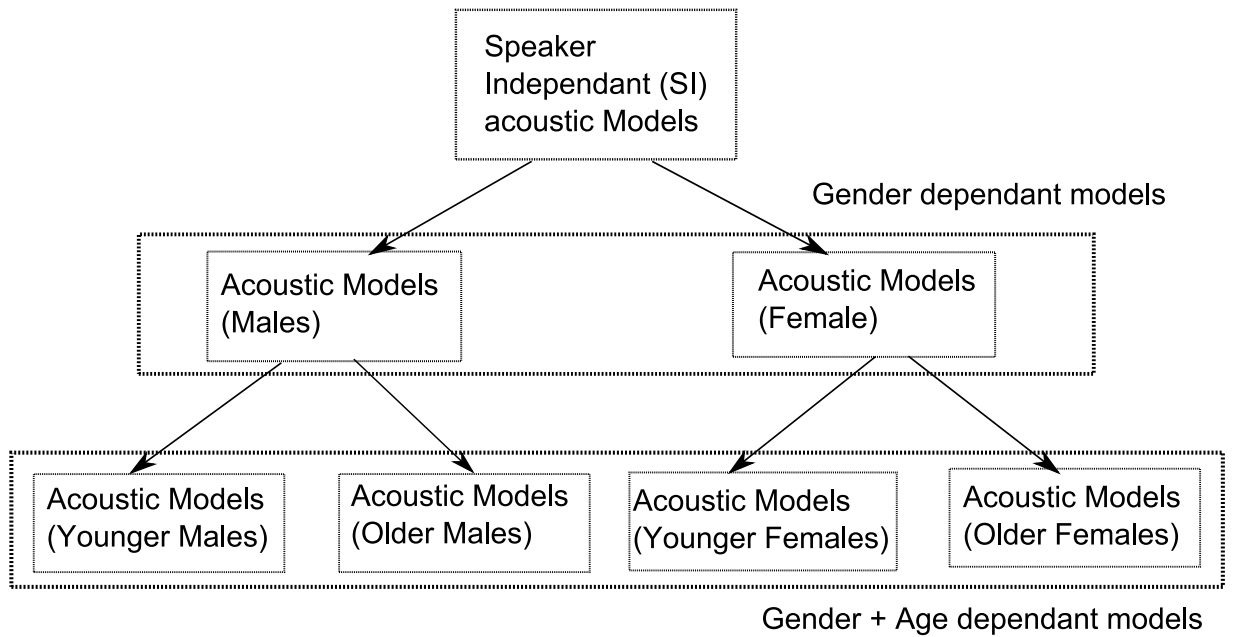 Speaker
Independant (SI)
acoustic Models
Gender dependant models
Acoustic Models
(Males)
Acoustic Models
(Female)
Acoustic Models
(Younger Males)
Acoustic Models
(Older Males)
Acoustic Models
(Younger Females)
Acoustic Models
(Older Females)
Gender + Age dependant models